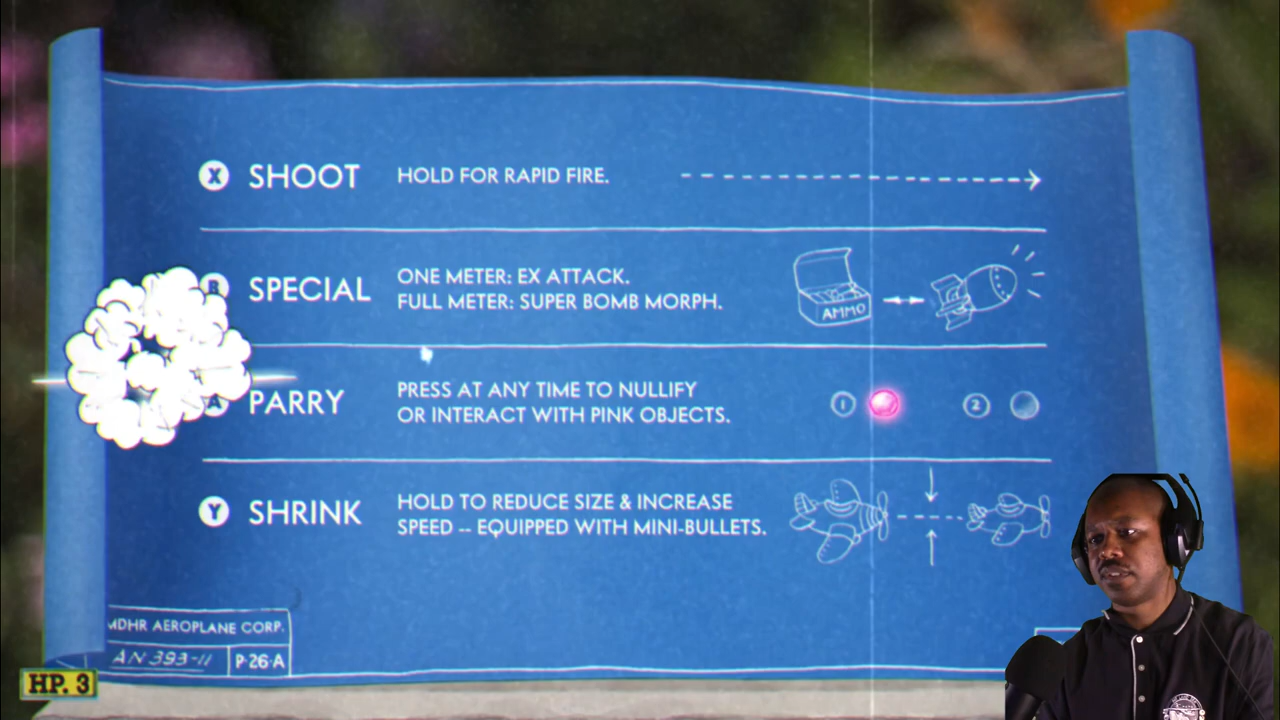 X SHOOT HOLD FOR RAPID FIRE.
SPECIAL ONE METER: EX ATTACK.
FULL METER: SUPER BOMB MORPH.
AMMO
PARRY PRESS AT ANY TIME TO NULLIFY
OR INTERACT WITH PINK OBJECTS.
1 2
Y SHRINK HOLD TO REDUCE SIZE & INCREASE
SPEED -- EQUIPPED WITH MINI-BULLETS.
MDHR AEROPLANE CORP.
AN 393-11 P-26-A
HP. 3